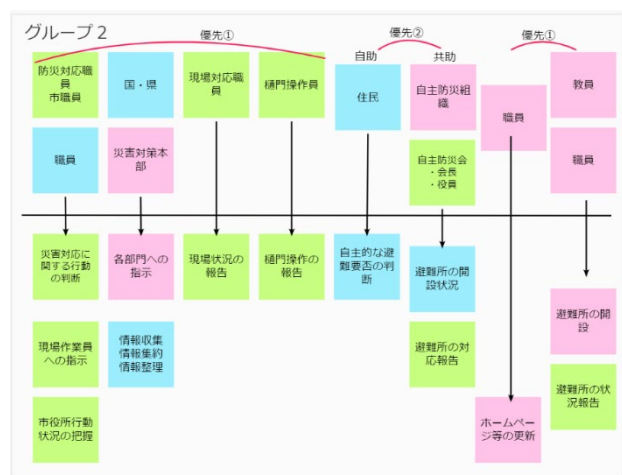 グループ2
優先①
優先②
優先①
自助
共助
防災対応職
員
市職員
国・県
現場対応職
員
樋門操作員
住民
自主防災組
織
職員
教員
職員
災害対策本
部
自主防災会
・会長
・役員
職員
災害対応に
関する行動
の判断
各部門への
指示
現場状況の
報告
樋門操作の
報告
自主的な避
難要否の判
断
避難所の開
設状況
避難所の開
設
現場作業員
への指示
情報収集
情報集約
情報整理
避難所の対
応報告
避難所の状
況報告
市役所行動
状況の把握
ホームペー
ジ等の更新